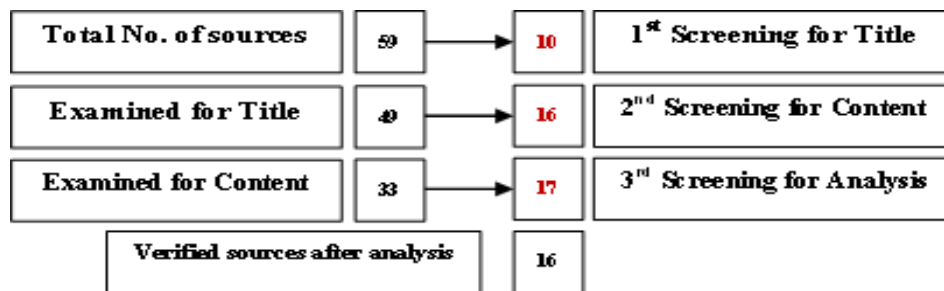 Total No. of sources 59 10 1st Screening for Title
Examined for Title 49 16 2nd Screening for Content
Examined for Content 33 17 3rd Screening for Analysis
Verified sources after analysis 16